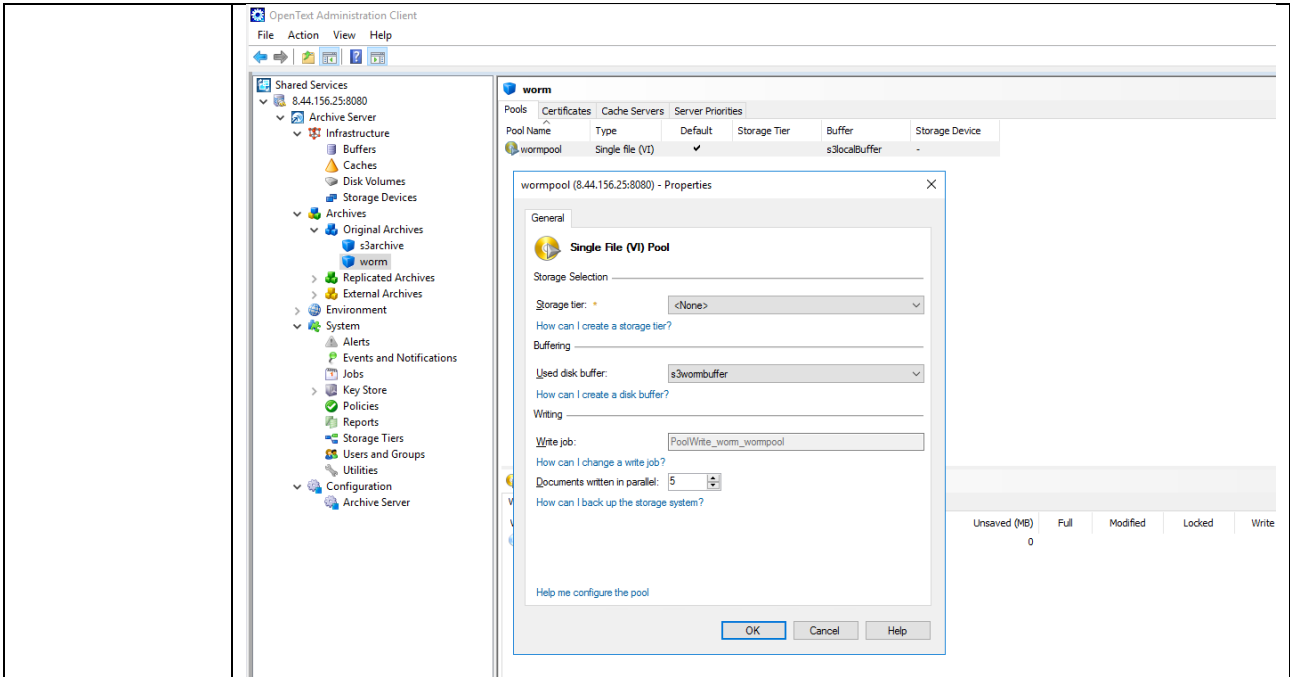 OpenText Administration Client
File Action View Help
Shared Services
8.44.156.25:8080
Archive Server
Infrastructure
Buffers
Caches
Disk Volumes
Storage Devices
Archives
Original Archives
s3archive
worm
Replicated Archives
External Archives
Environment
System
Alerts
Events and Notifications
Jobs
Key Store
Policies
Reports
Storage Tiers
Users and Groups
Utilities
Configuration
Archive Server
worm
Pools Certificates Cache Servers Server Priorities
Pool Name Type Default Storage Tier Buffer Storage Device
wormpool Single file (VI) ✔ s3localBuffer -
wormpool (8.44.156.25:8080) - Properties
General
Single File (VI) Pool
Storage Selection
Storage tier: * <None>
How can I create a storage tier?
Buffering
Used disk buffer: s3wormbuffer
How can I create a disk buffer?
Writing
Write job: PoolWrite_worm_wormpool
How can I change a write job?
Documents written in parallel: 5
How can I back up the storage system?
Help me configure the pool
OK Cancel Help
Unsaved (MB) Full Modified Locked Write
0